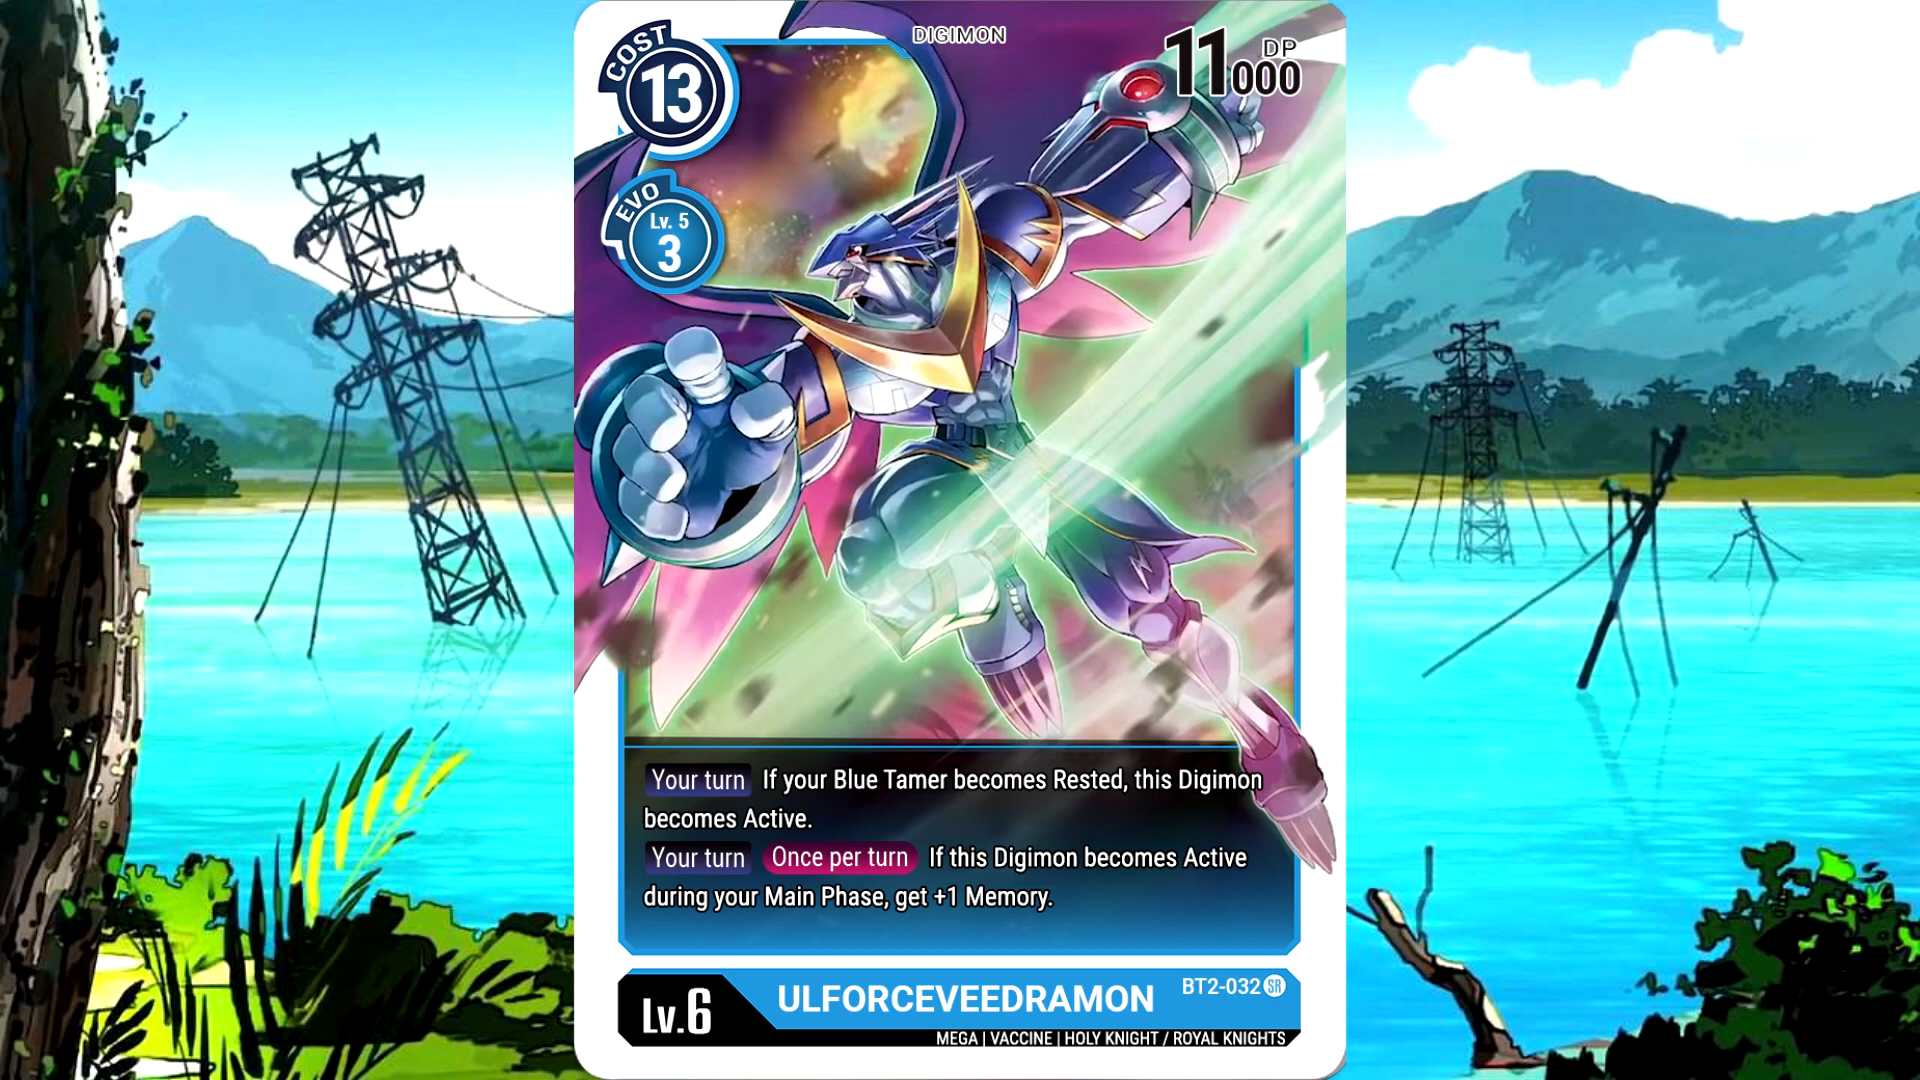 DIGIMON
COST
13
11000 DP
EVO
Lv. 5
3
Your turn If your Blue Tamer becomes Rested, this Digimon
becomes Active.
Your turn Once per turn If this Digimon becomes Active
during your Main Phase, get +1 Memory.
Lv.6
ULFORCEVEEDRAMON
BT2-032 SR
MEGA | VACCINE | HOLY KNIGHT / ROYAL KNIGHTS